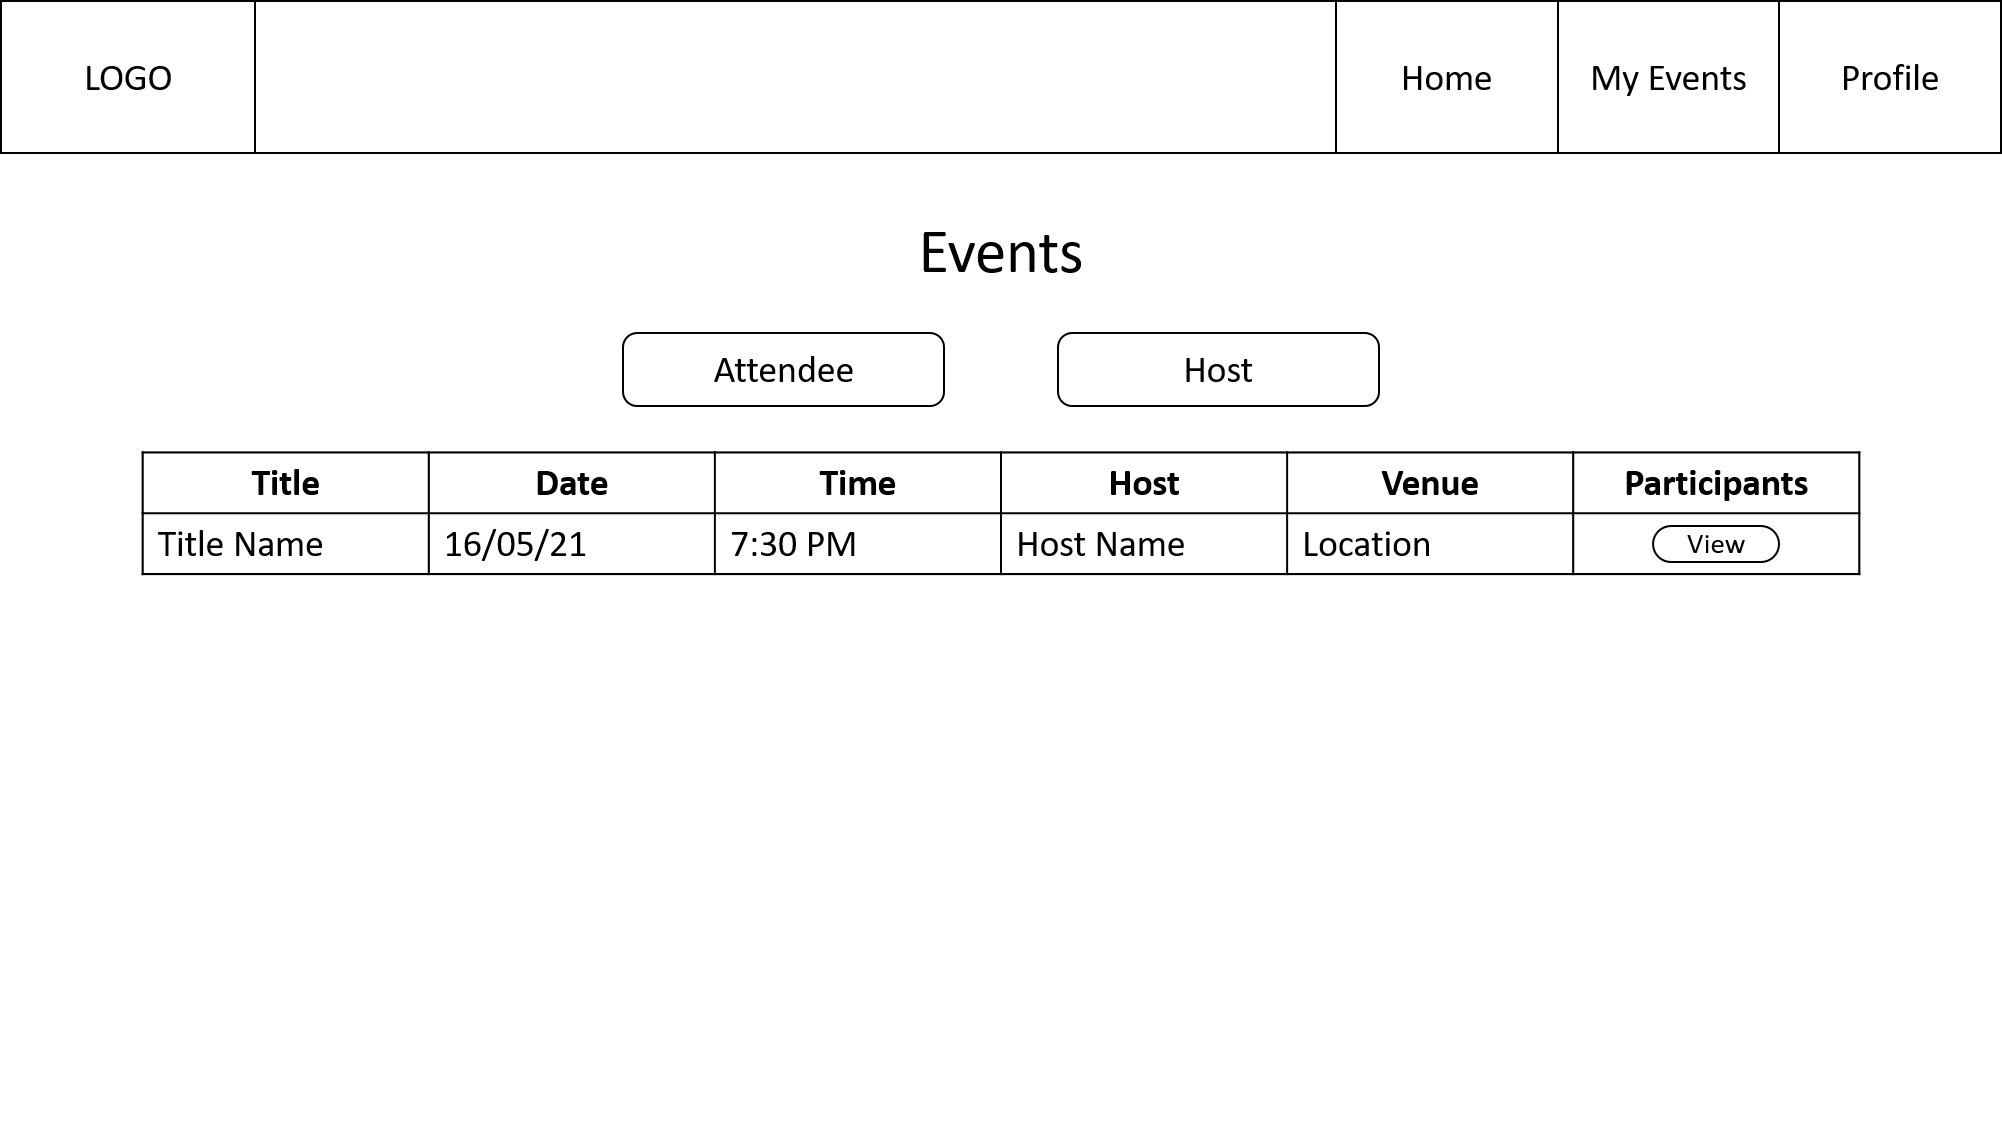 LOGO Home My Events Profile
Events
Attendee Host
Title Date Time Host Venue Participants
Title Name 16/05/21 7:30 PM Host Name Location View